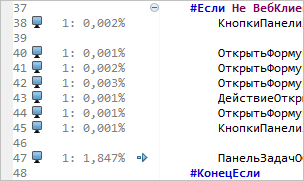 37 #Если Не ВебКлие
38 1: 0,002% КнопкиПанели
39
40 1: 0,001% ОткрытьФорму
41 1: 0,002% ОткрытьФорму
42 1: 0,003% ОткрытьФорму
43 1: 0,001% ДействиеОткр
44 1: 0,001% ОткрытьФорму
45 1: 0,001% КнопкиПанели
46
47 1: 1,847% ПанельЗадачО
48 #КонецЕсли